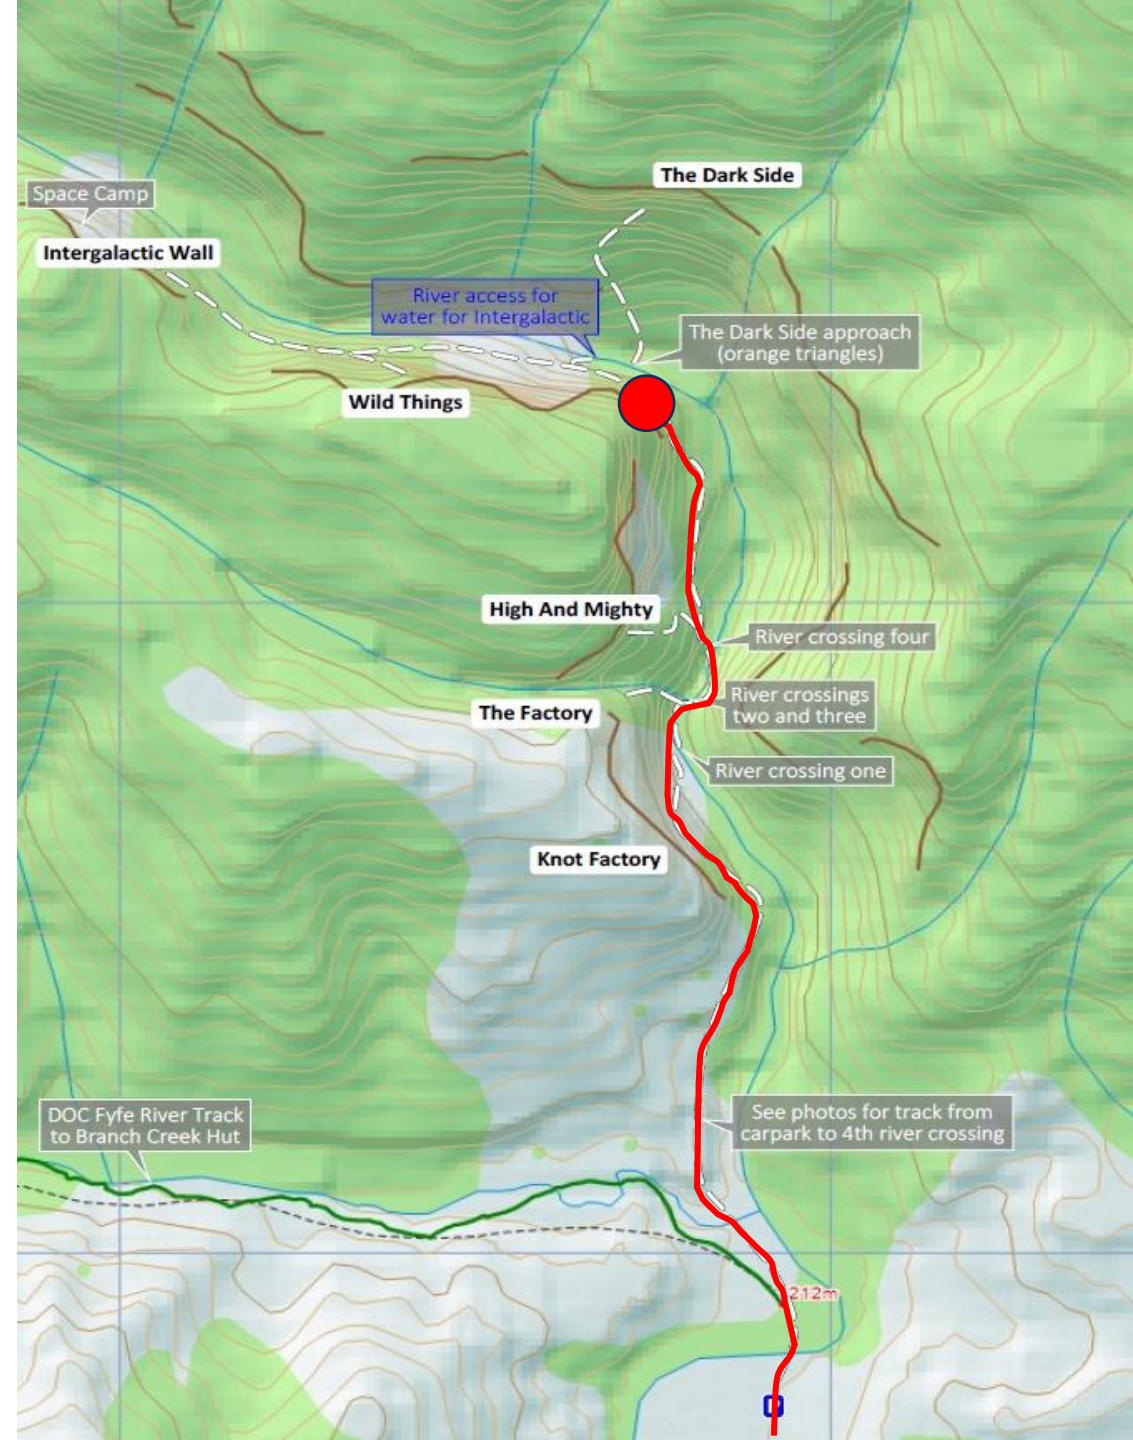 The Dark Side
Space Camp
Intergalactic Wall
River access for
water for Intergalactic
The Dark Side approach
(orange triangles)
Wild Things
High And Mighty
River crossing four
River crossings
two and three
The Factory
River crossing one
Knot Factory
See photos for track from
carpark to 4th river crossing
DOC Fyfe River Track
to Branch Creek Hut
212m
P